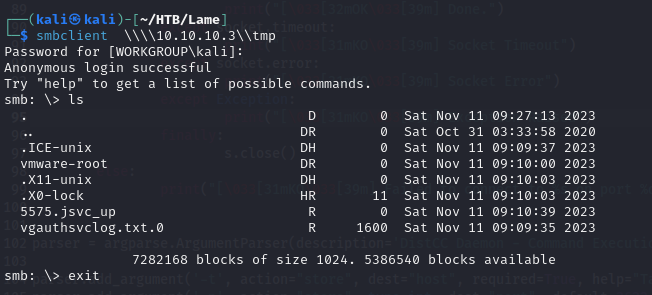 ┌──(kali㉿kali)-[~/HTB/Lame]
└─$ smbclient \\\\10.10.10.3\\tmp
Password for [WORKGROUP\kali]:
Anonymous login successful
Try "help" to get a list of possible commands.
smb: \> ls
. D 0 Sat Nov 11 09:27:13 2023
.. DR 0 Sat Oct 31 03:33:58 2020
.ICE-unix DH 0 Sat Nov 11 09:09:37 2023
vmware-root DR 0 Sat Nov 11 09:10:00 2023
.X11-unix DH 0 Sat Nov 11 09:10:03 2023
.X0-lock HR 11 Sat Nov 11 09:10:03 2023
5575.jsvc_up R 0 Sat Nov 11 09:10:39 2023
vgauthsvclog.txt.0 R 1600 Sat Nov 11 09:09:35 2023
7282168 blocks of size 1024. 5386540 blocks available
smb: \> exit